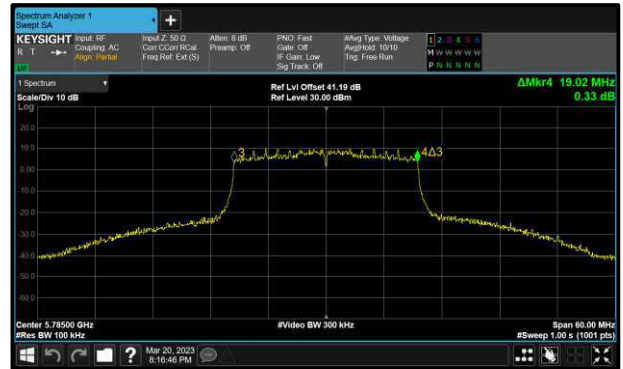 Spectrum Analyzer 1
Swept SA
+
KEYSIGHT
R T
Input: RF
Coupling: AC
Align: Partial
Input Z: 50 Ω
Corr CCorr RCal
Freq Ref: Ext (S)
Atten: 6 dB
Preamp: Off
PNO: Fast
Gate: Off
IF Gain: Low
Sig Track: Off
#Avg Type: Voltage
Avg|Hold: 10/10
Trig: Free Run
1 2 3 4 5 6
M W W W W W
P N N N N N
1 Spectrum
Scale/Div 10 dB
Log
Ref Lvl Offset 41.19 dB
Ref Level 30.00 dBm
ΔMkr4 19.02 MHz
0.33 dB
20.0
10.0
0.00
-10.0
-20.0
-30.0
-40.0
-50.0
-60.0
3
4Δ3
Center 5.78500 GHz
#Res BW 100 kHz
#Video BW 300 kHz
Span 60.00 MHz
#Sweep 1.00 s (1001 pts)
?
Mar 20, 2023
8:16:46 PM